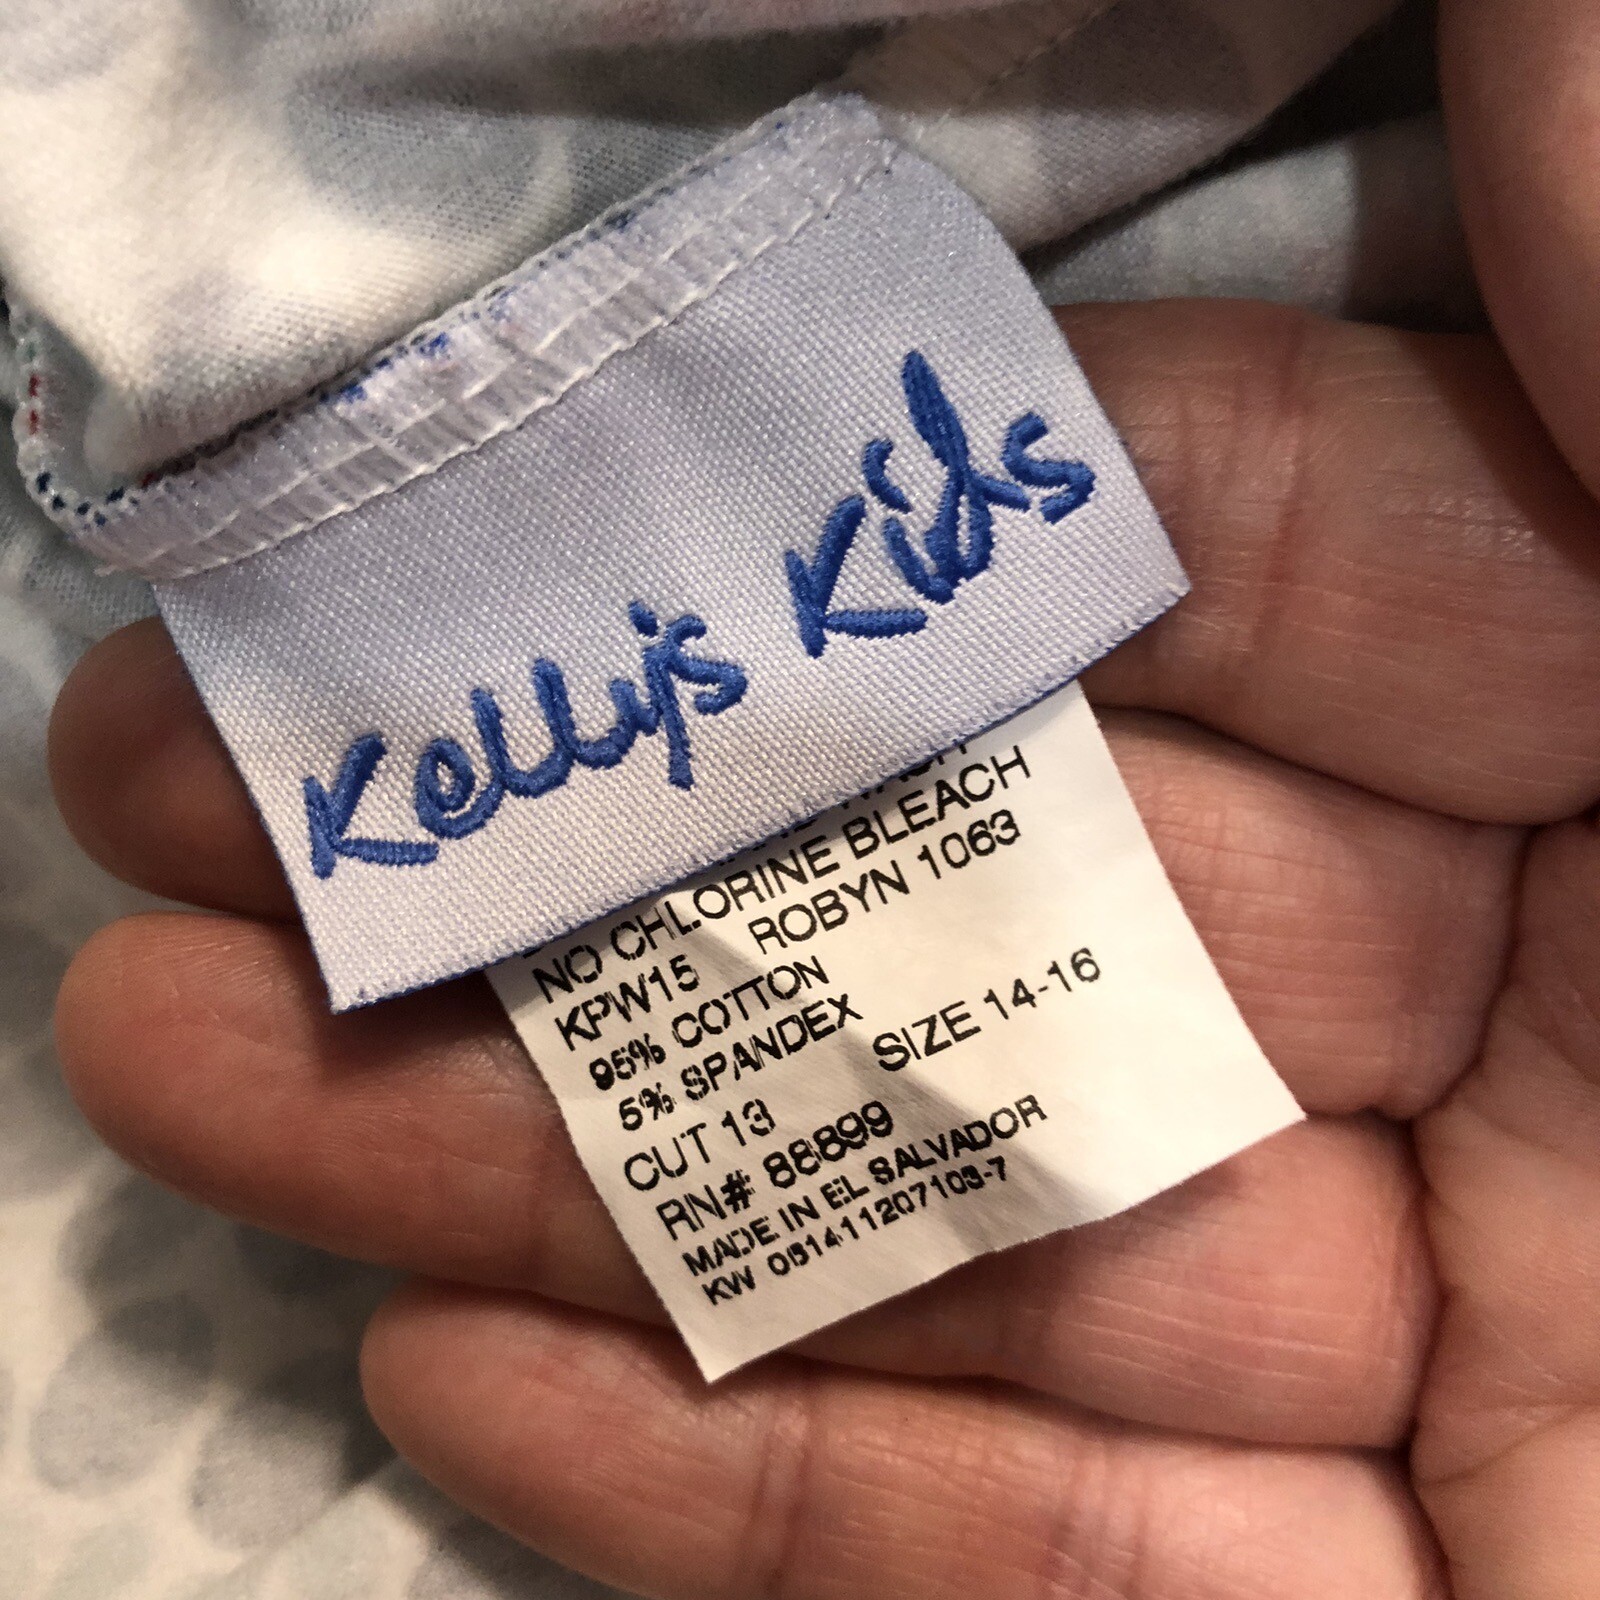 Kelly's Kids
NO CHLORINE BLEACH
KPW15 ROBYN 1063
95% COTTON
5% SPANDEX
SIZE 14-16
CUT 13
RN# 88899
MADE IN EL SALVADOR
KW 061411207103-7